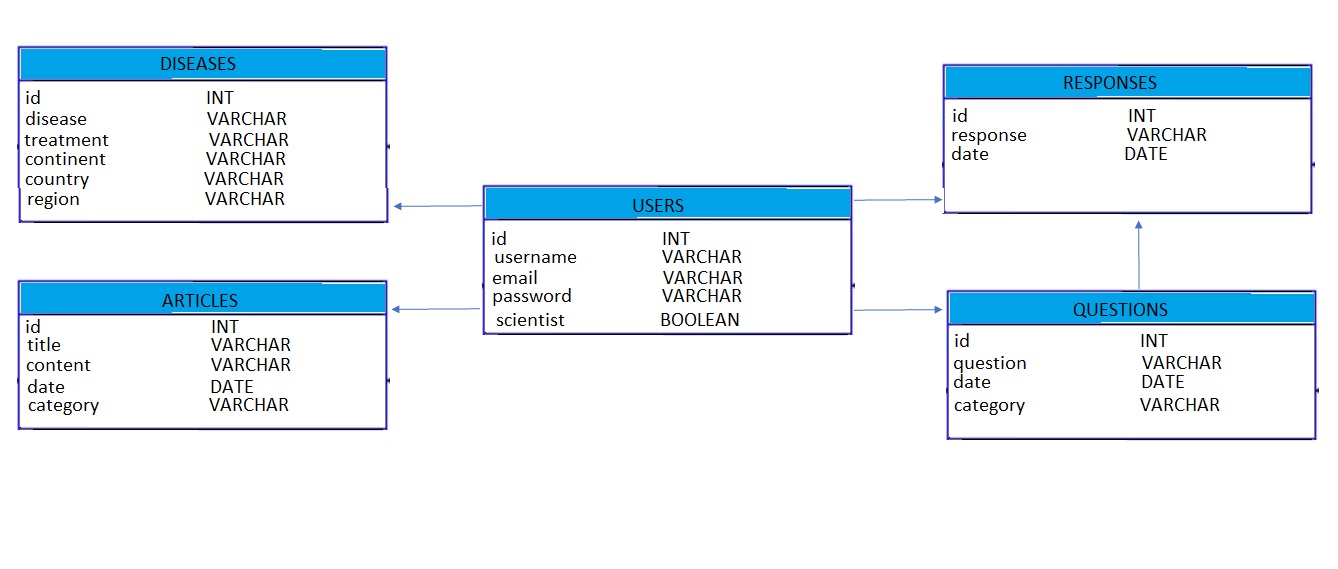 DISEASES
id INT
disease VARCHAR
treatment VARCHAR
continent VARCHAR
country VARCHAR
region VARCHAR
ARTICLES
id INT
title VARCHAR
content VARCHAR
date DATE
category VARCHAR
USERS
id INT
username VARCHAR
email VARCHAR
password VARCHAR
scientist BOOLEAN
RESPONSES
id INT
response VARCHAR
date DATE
QUESTIONS
id INT
question VARCHAR
date DATE
category VARCHAR